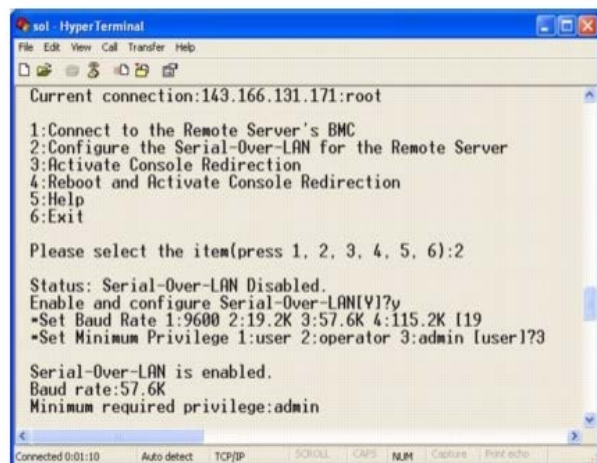 sol - HyperTerminal
File Edit View Call Transfer Help
Current connection:143.166.131.171:root
1:Connect to the Remote Server's BMC
2:Configure the Serial-Over-LAN for the Remote Server
3:Activate Console Redirection
4:Reboot and Activate Console Redirection
5:Help
6:Exit
Please select the item(press 1, 2, 3, 4, 5, 6):2
Status: Serial-Over-LAN Disabled.
Enable and configure Serial-Over-LAN[Y]?y
*Set Baud Rate 1:9600 2:19.2K 3:57.6K 4:115.2K [19
*Set Minimum Privilege 1:user 2:operator 3:admin [user]?3
Serial-Over-LAN is enabled.
Baud rate:57.6K
Minimum required privilege:admin
Connected 0:01:10 Auto detect TCP/IP SCROLL CAPS NUM Capture Print echo